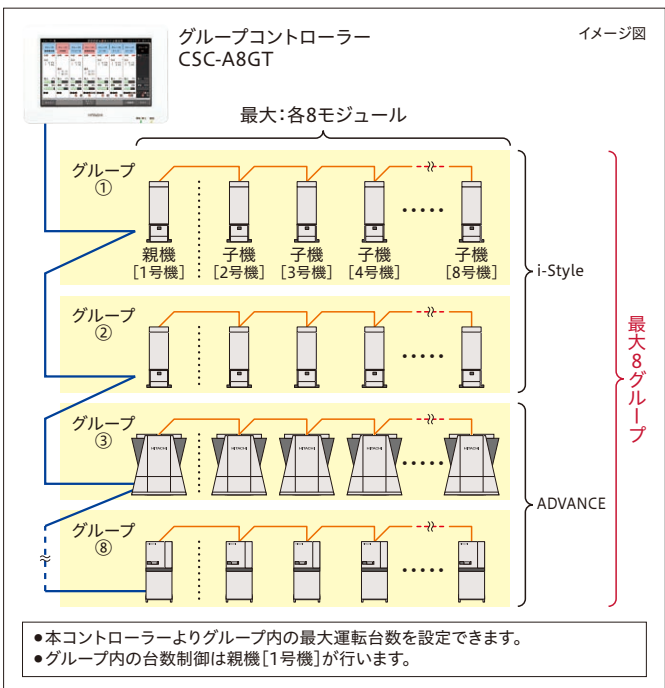 グループコントローラー
CSC-A8GT
イメージ図
HITACHI
最大：各8モジュール
グループ
①
親機
[1号機]
子機
[2号機]
子機
[3号機]
子機
[4号機]
子機
[8号機]
i-Style
グループ
②
グループ
③
HITACHI
HITACHI
HITACHI
HITACHI
HITACHI
ADVANCE
グループ
⑧
最大8グループ
●本コントローラーよりグループ内の最大運転台数を設定できます。
●グループ内の台数制御は親機[1号機]が行います。